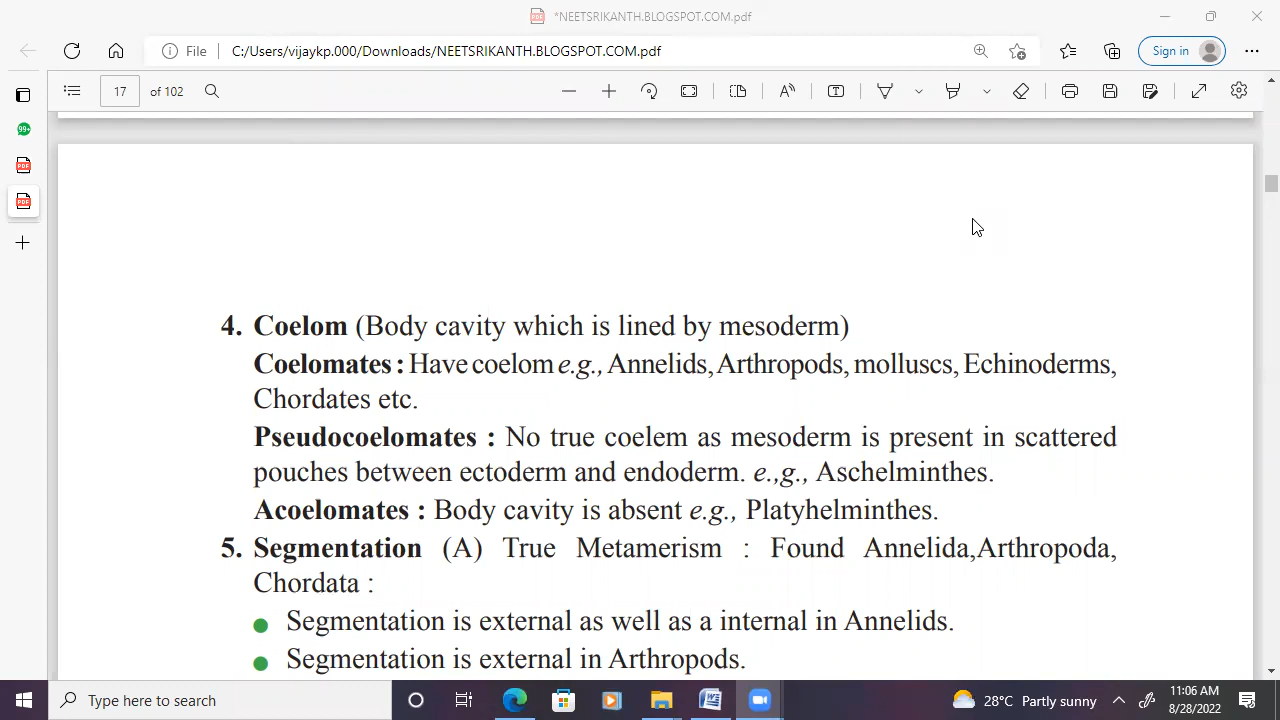 *NEETSRIKANTH.BLOGSPOT.COM.pdf
File C:/Users/vijaykp.000/Downloads/NEETSRIKANTH.BLOGSPOT.COM.pdf Sign in
17 of 102
99+
PDF
PDF
4. Coelom (Body cavity which is lined by mesoderm)
Coelomates : Have coelom e.g., Annelids, Arthropods, molluscs, Echinoderms,
Chordates etc.
Pseudocoelomates : No true coelem as mesoderm is present in scattered
pouches between ectoderm and endoderm. e.,g., Aschelminthes.
Acoelomates : Body cavity is absent e.g., Platyhelminthes.
5. Segmentation (A) True Metamerism : Found Annelida,Arthropoda,
Chordata :
Segmentation is external as well as a internal in Annelids.
Segmentation is external in Arthropods.
Type here to search 28°C Partly sunny 11:06 AM
8/28/2022